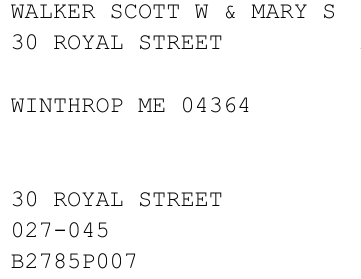 WALKER SCOTT W & MARY S
30 ROYAL STREET
WINTHROP ME 04364
30 ROYAL STREET
027-045
B2785P007